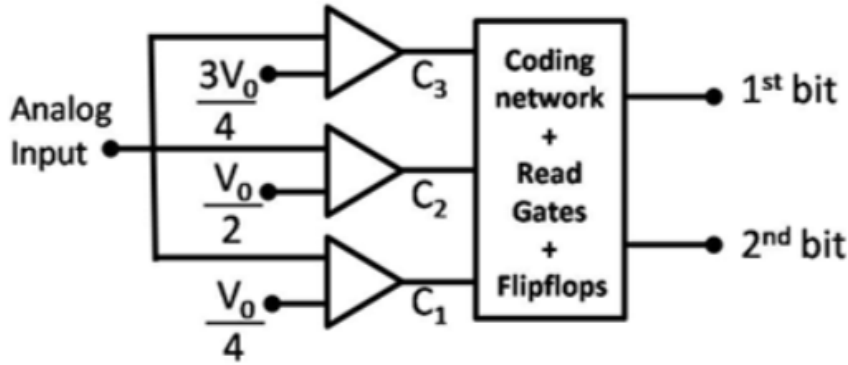 3V₀
4
C₃
Analog
Input
V₀
2
C₂
V₀
4
C₁
Coding
network
+
Read
Gates
+
Flipflops
1ˢᵗ bit
2ⁿᵈ bit